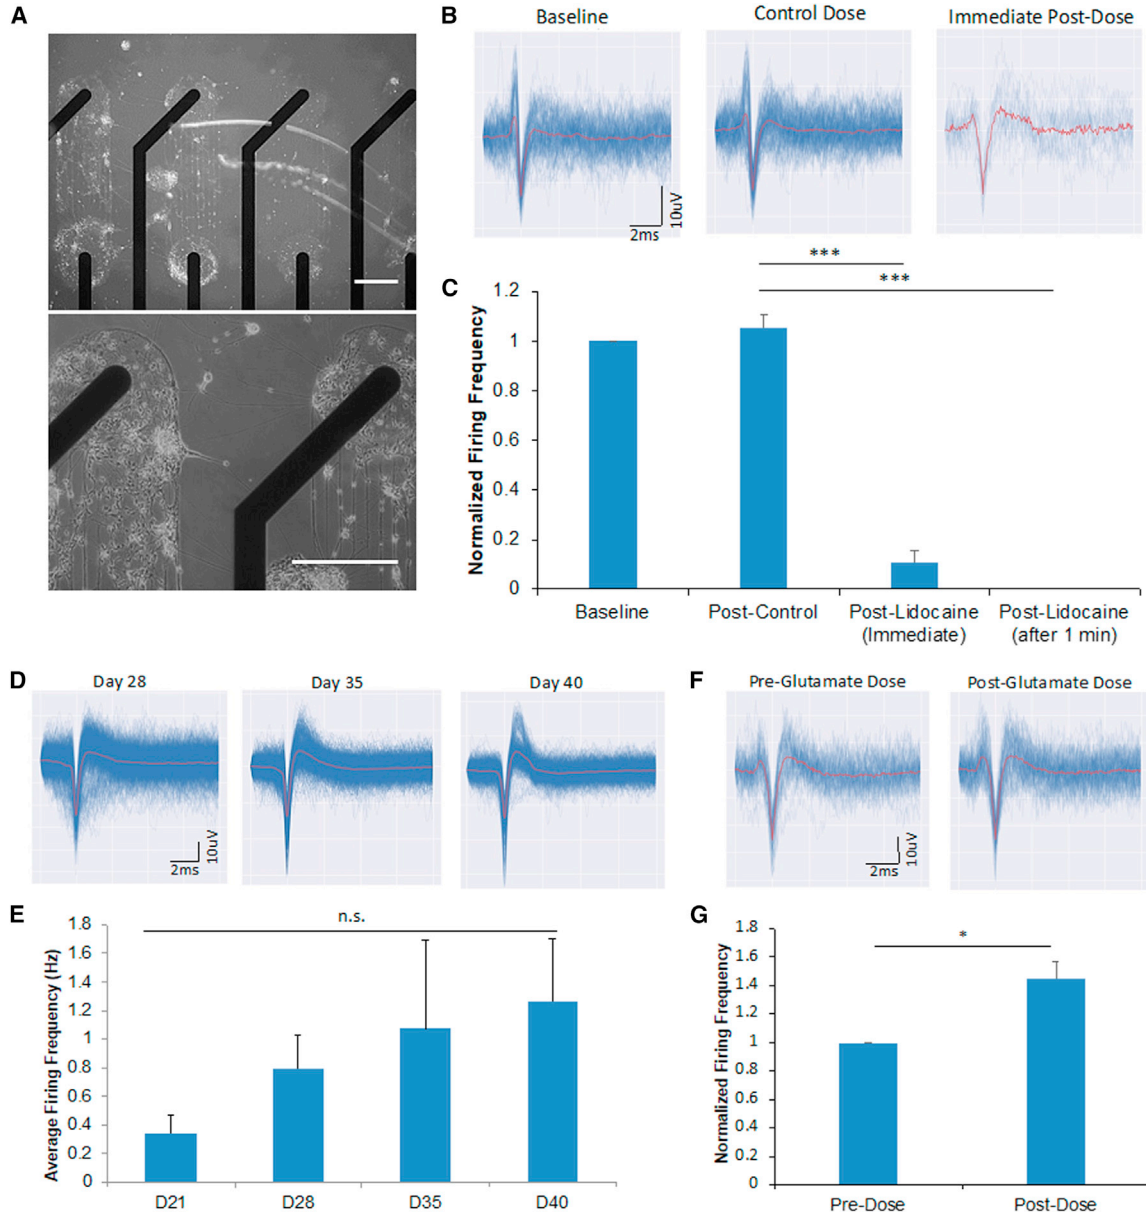 A
B
Baseline
Control Dose
Immediate Post-Dose
2ms
10uV
***
***
C
Normalized Firing Frequency
1.2
1
0.8
0.6
0.4
0.2
0
Baseline
Post-Control
Post-Lidocaine
(Immediate)
Post-Lidocaine
(after 1 min)
D
Day 28
Day 35
Day 40
2ms
10uV
E
n.s.
Average Firing Frequency (Hz)
1.8
1.6
1.4
1.2
1
0.8
0.6
0.4
0.2
0
D21
D28
D35
D40
F
Pre-Glutamate Dose
Post-Glutamate Dose
2ms
10uV
G
*
Normalized Firing Frequency
1.8
1.6
1.4
1.2
1
0.8
0.6
0.4
0.2
0
Pre-Dose
Post-Dose